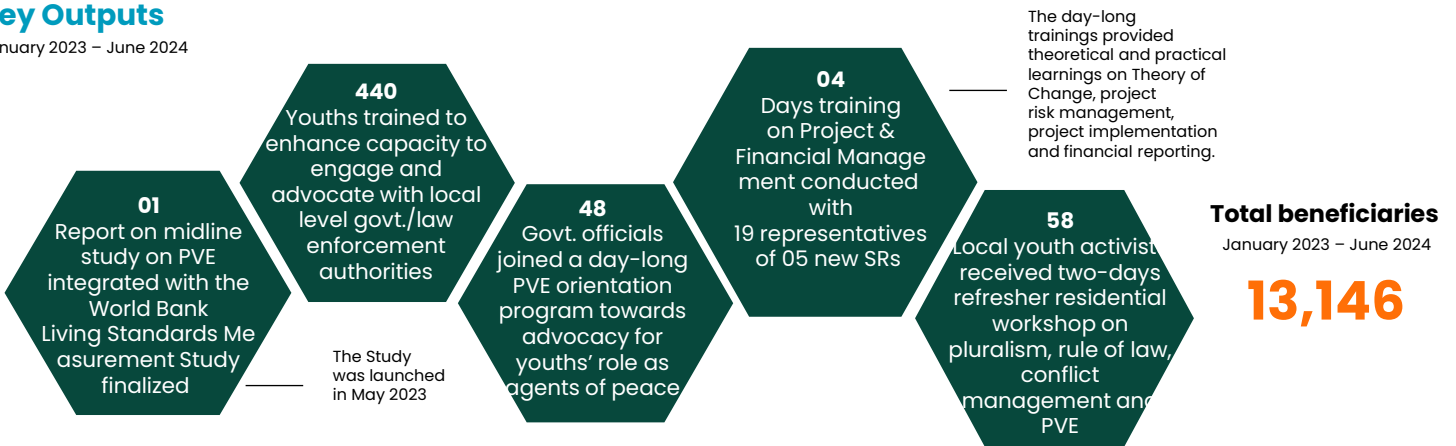 ey Outputs
nuary 2023 – June 2024
01
Report on midline
study on PVE
integrated with the
World Bank
Living Standards Me
asurement Study
finalized
The Study
was launched
in May 2023
440
Youths trained to
enhance capacity to
engage and
advocate with local
level govt./law
enforcement
authorities
48
Govt. officials
joined a day-long
PVE orientation
program towards
advocacy for
youths’ role as
agents of peace
04
Days training
on Project &
Financial Manage
ment conducted
with
19 representatives
of 05 new SRs
The day-long
trainings provided
theoretical and practical
learnings on Theory of
Change, project
risk management,
project implementation
and financial reporting.
58
Local youth activist
received two-days
refresher residential
workshop on
pluralism, rule of law,
conflict
management and
PVE
Total beneficiaries
January 2023 – June 2024
13,146